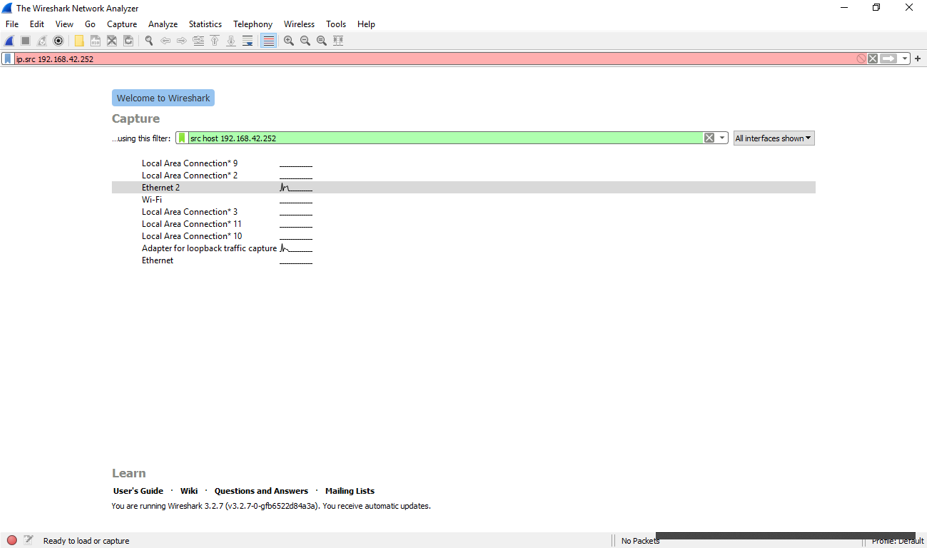 The Wireshark Network Analyzer
File Edit View Go Capture Analyze Statistics Telephony Wireless Tools Help
ip.src 192.168.42.252
Welcome to Wireshark
Capture
...using this filter: src host 192.168.42.252 All interfaces shown
Local Area Connection* 9
Local Area Connection* 2
Ethernet 2
Wi-Fi
Local Area Connection* 3
Local Area Connection* 11
Local Area Connection* 10
Adapter for loopback traffic capture
Ethernet
Learn
User's Guide · Wiki · Questions and Answers · Mailing Lists
You are running Wireshark 3.2.7 (v3.2.7-0-gfb6522d84a3a). You receive automatic updates.
Ready to load or capture No Packets Profile: Default